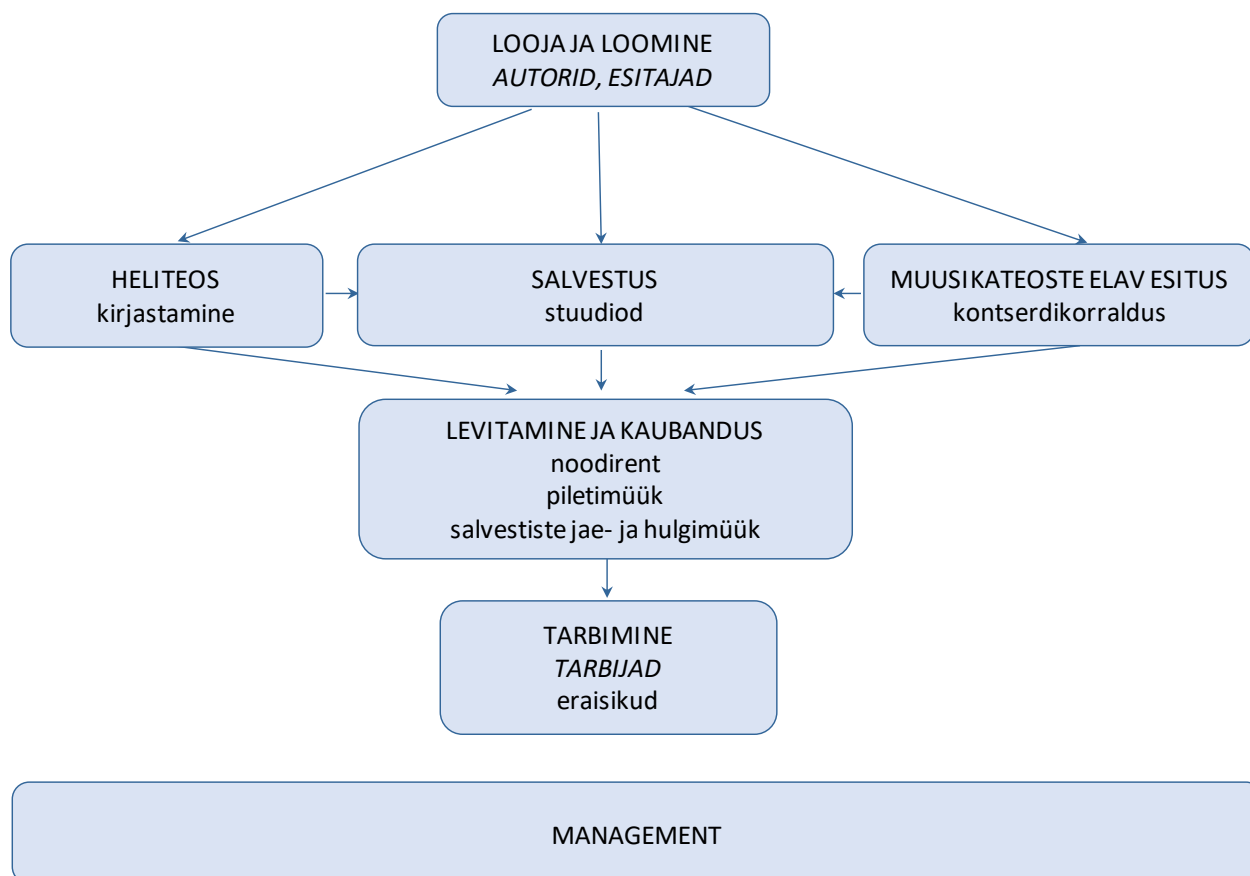 LOOJA JA LOOMINE
AUTORID, ESITAJAD
HELITEOS
kirjastamine
SALVESTUS
stuudiod
MUUSIKATEOSTE ELAV ESITUS
kontserdikorraldus
LEVITAMINE JA KAUBANDUS
noodirent
piletimüük
salvestiste jae- ja hulgimüük
TARBIMINE
TARBIJAD
eraisikud
MANAGEMENT